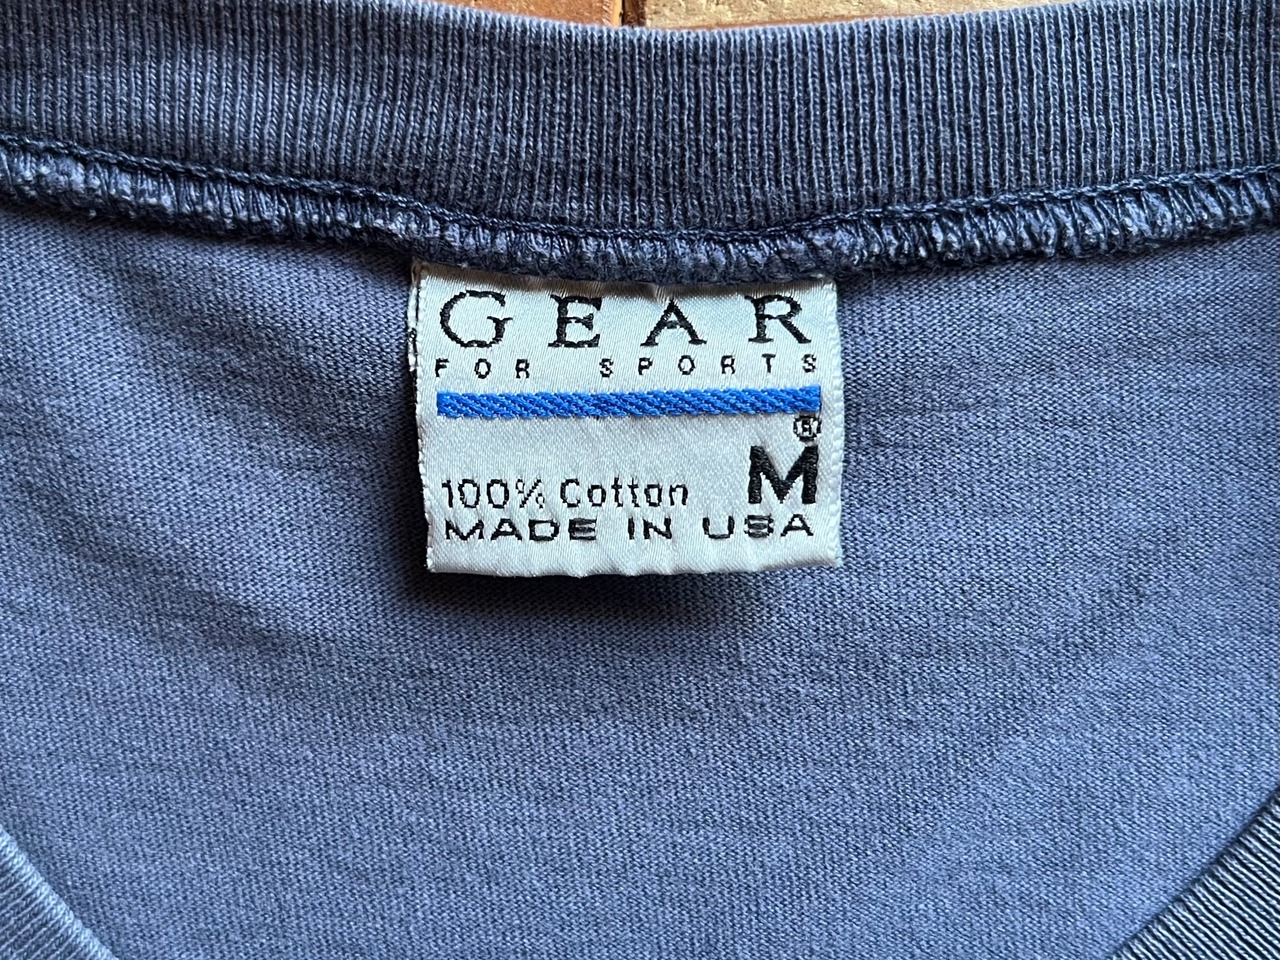 GEAR
FOR SPORTS
®
M
100% Cotton
MADE IN USA